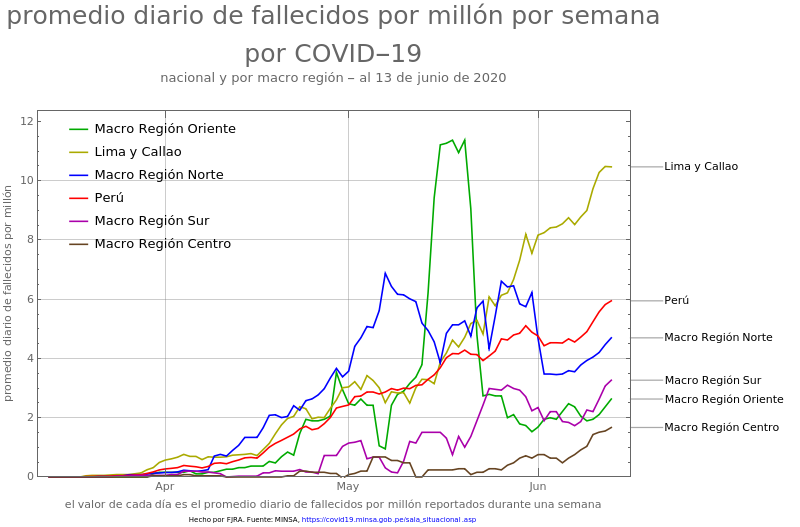 promedio diario de fallecidos por millón por semana
por COVID−19
nacional y por macro región − al 13 de junio de 2020
promedio diario de fallecidos por millón
12
10
8
6
4
2
0
Macro Región Oriente
Lima y Callao
Macro Región Norte
Perú
Macro Región Sur
Macro Región Centro
Lima y Callao
Perú
Macro Región Norte
Macro Región Sur
Macro Región Oriente
Macro Región Centro
Apr
May
Jun
el valor de cada día es el promedio diario de fallecidos por millón reportados durante una semana
Hecho por FJRA. Fuente: MINSA, https://covid19.minsa.gob.pe/sala_situacional.asp